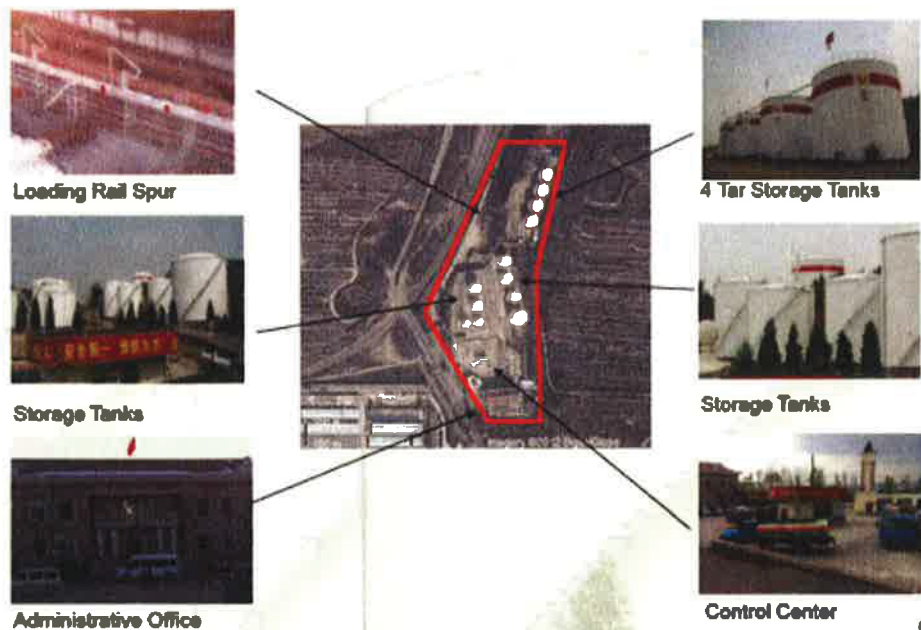 Loading Rail Spur
4 Tar Storage Tanks
Storage Tanks
Storage Tanks
Administrative Office
Control Center